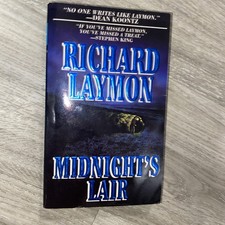 "NO ONE WRITES LIKE LAYMON."
—DEAN KOONTZ
"IF YOU'VE MISSED LAYMON,
YOU'VE MISSED A TREAT."
—STEPHEN KING
RICHARD
LAYMON
MIDNIGHT'S
LAIR